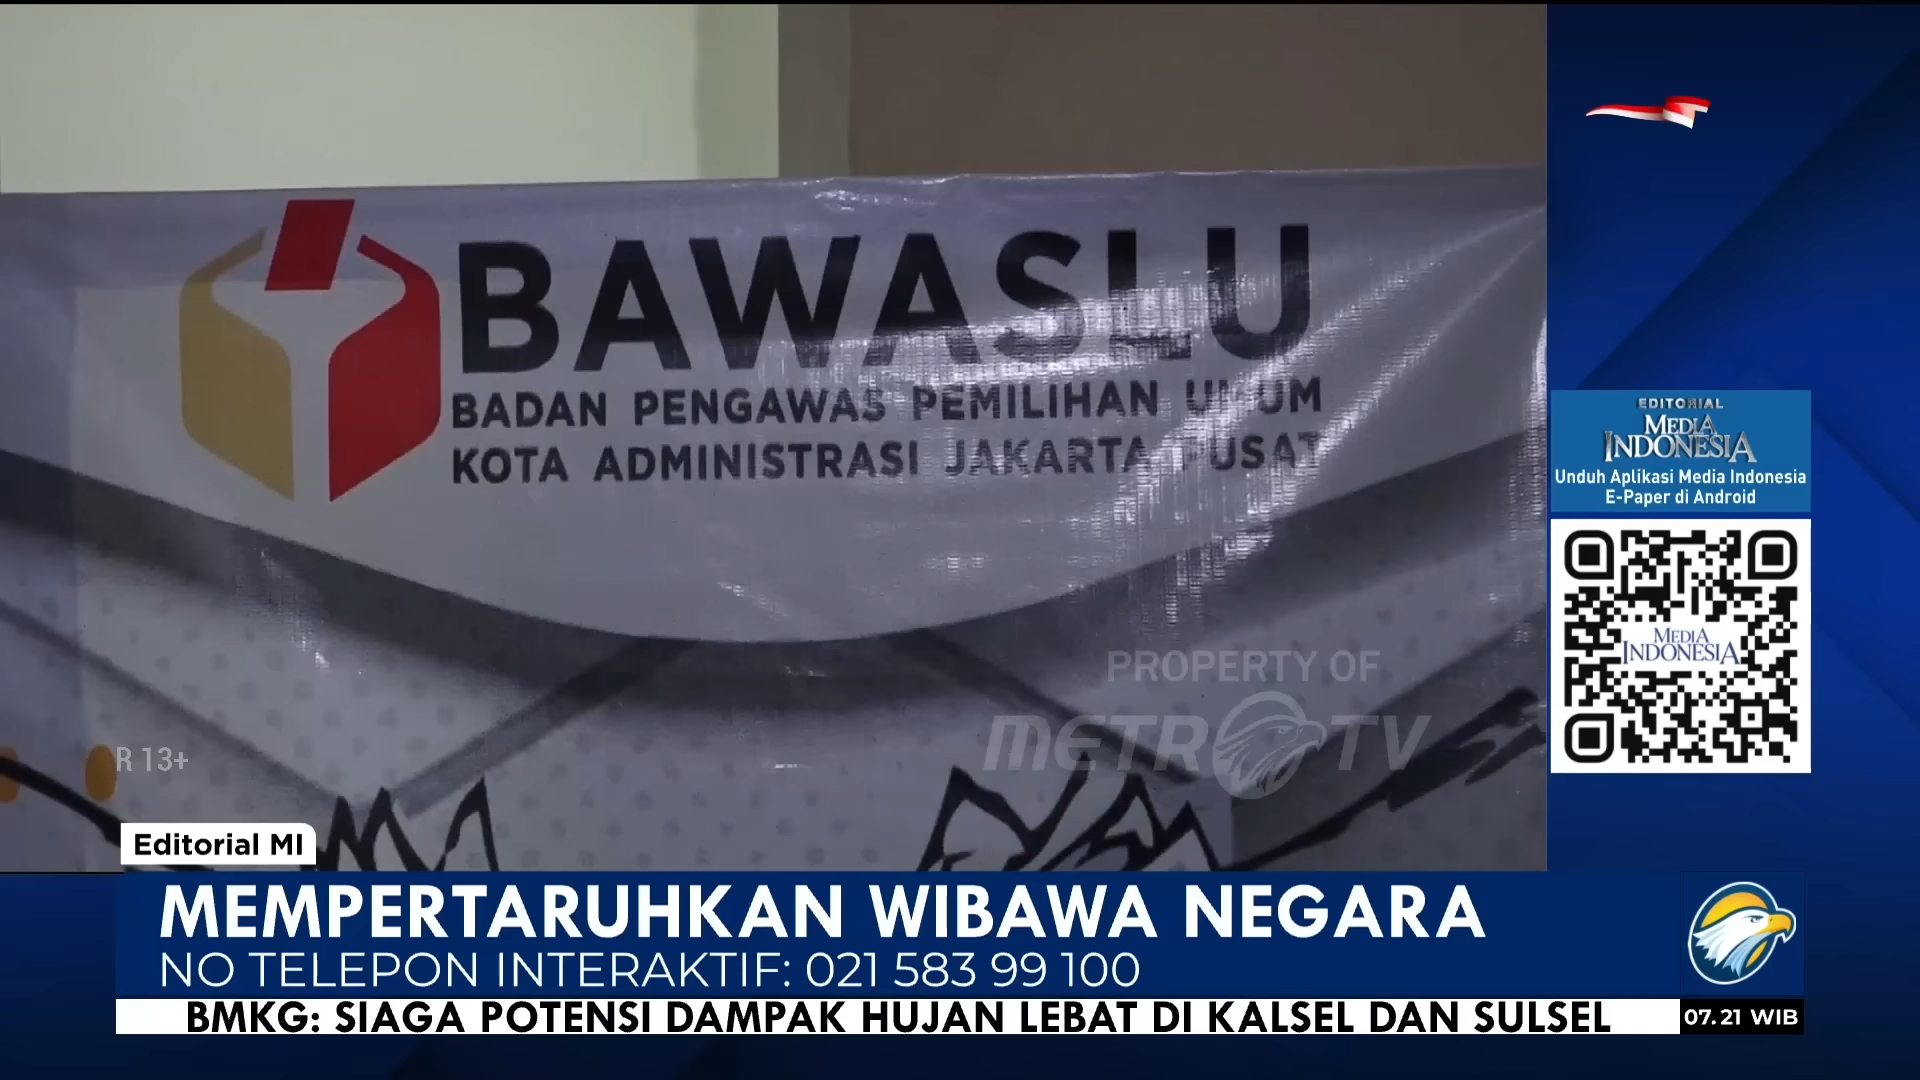 BAWASLU
BADAN PENGAWAS PEMILIHAN UMUM
KOTA ADMINISTRASI JAKARTA PUSAT
EDITORIAL
MEDIA
INDONESIA
Unduh Aplikasi Media Indonesia
E-Paper di Android
MEDIA
INDONESIA
PROPERTY OF
METRO TV
R 13+
Editorial MI
MEMPERTARUHKAN WIBAWA NEGARA
NO TELEPON INTERAKTIF: 021 583 99 100
BMKG: SIAGA POTENSI DAMPAK HUJAN LEBAT DI KALSEL DAN SULSEL
07.21 WIB